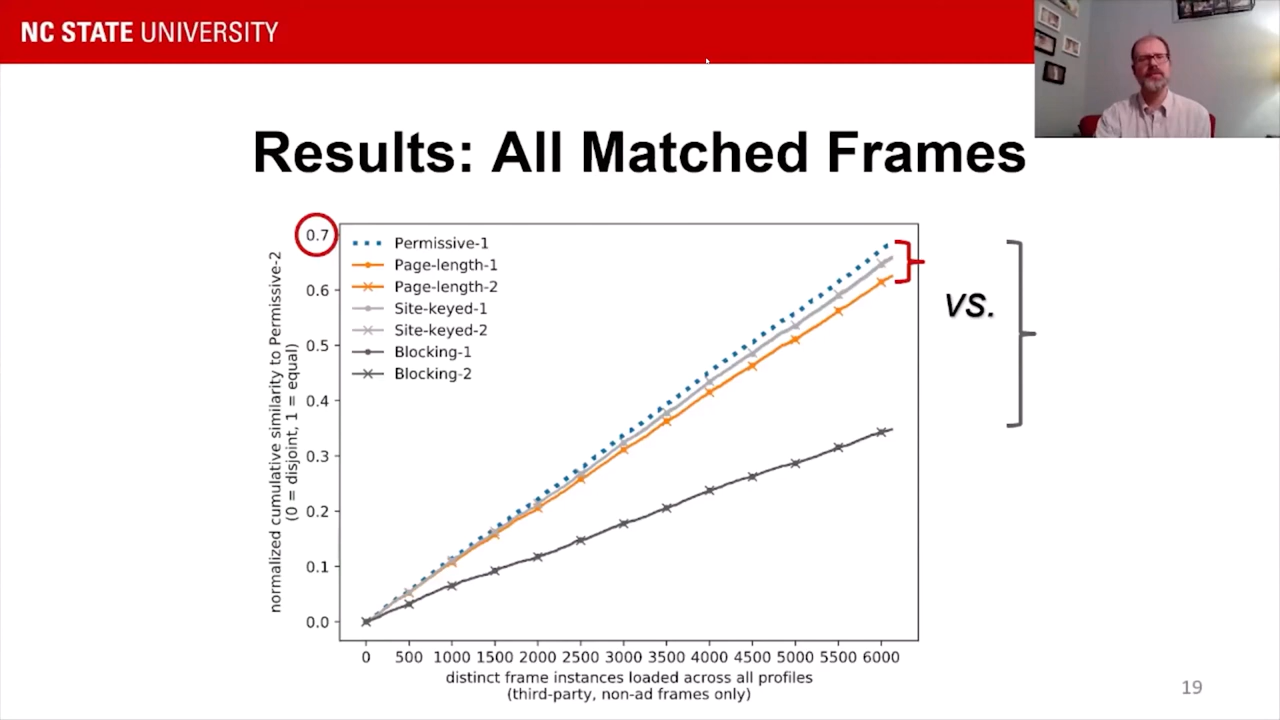 NC STATE UNIVERSITY
Results: All Matched Frames
0.7
0.6
0.5
0.4
0.3
0.2
0.1
0.0
normalized cumulative similarity to Permissive-2
(0 = disjoint, 1 = equal)
Permissive-1
Page-length-1
Page-length-2
Site-keyed-1
Site-keyed-2
Blocking-1
Blocking-2
vs.
0 500 1000 1500 2000 2500 3000 3500 4000 4500 5000 5500 6000
distinct frame instances loaded across all profiles
(third-party, non-ad frames only)
19